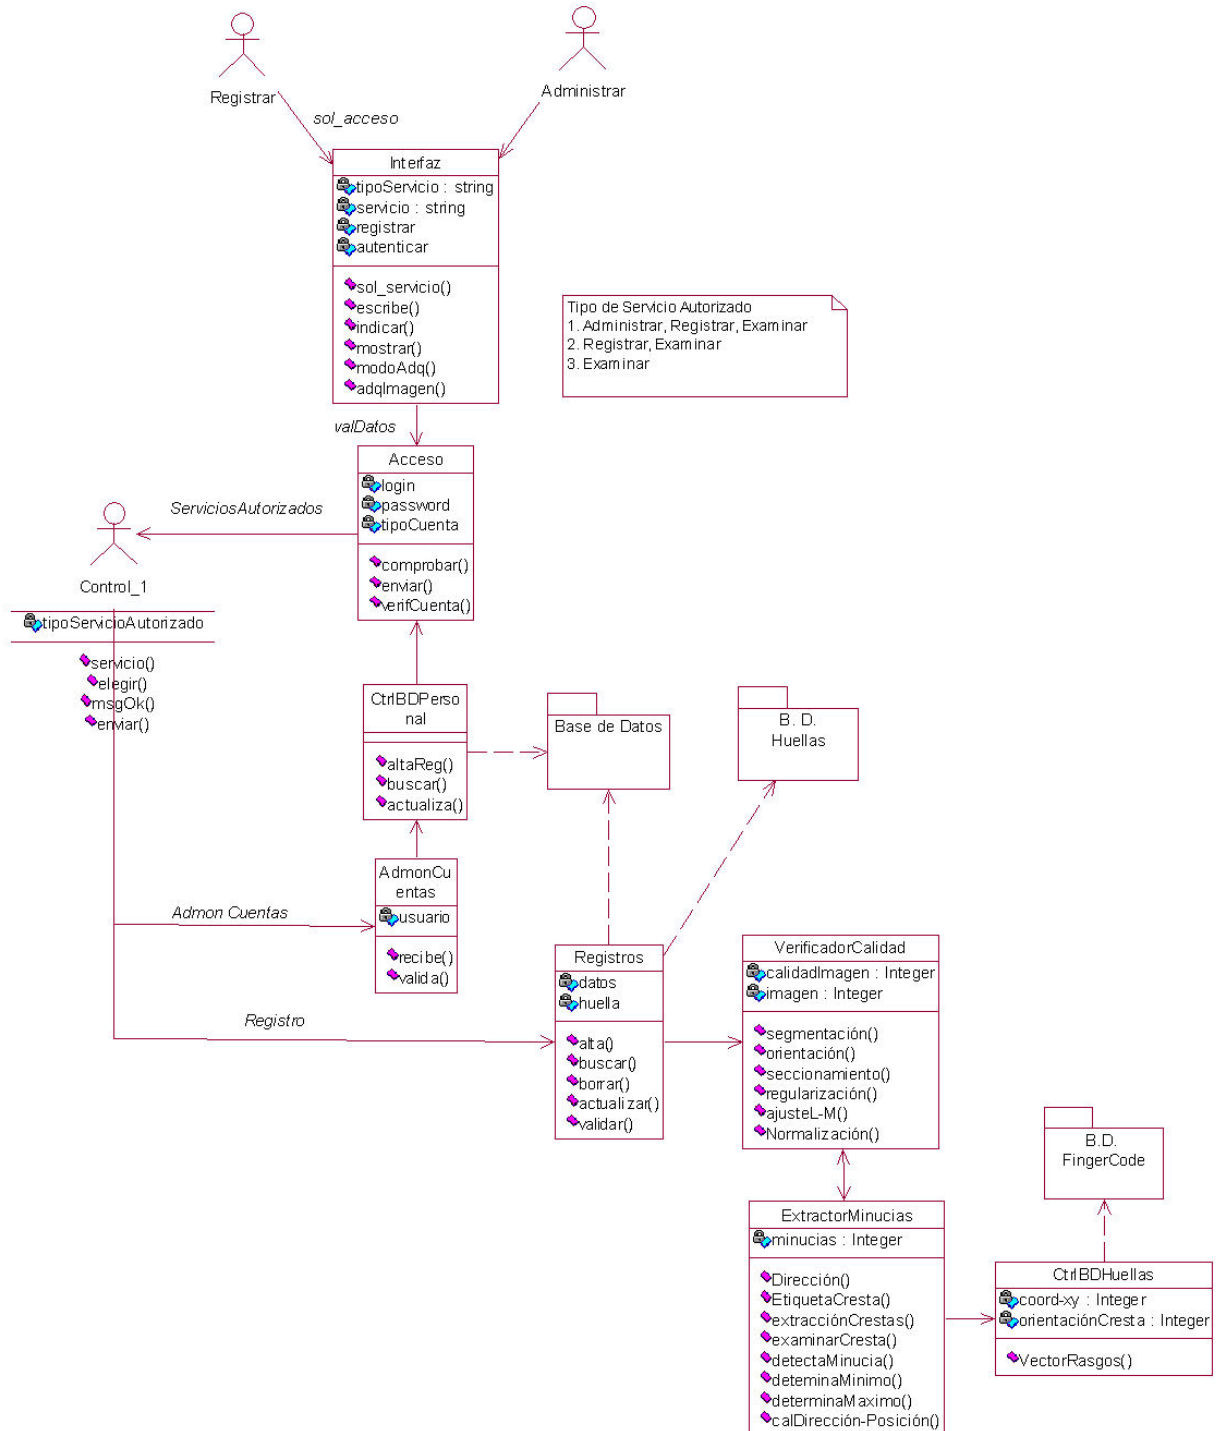 Registrar
Administrar
sol_acceso
Interfaz
tipoServicio : string
servicio : string
registrar
autenticar
sol_servicio()
escribe()
indicar()
mostrar()
modoAdq()
adqImagen()
Tipo de Servicio Autorizado
1. Administrar, Registrar, Examinar
2. Registrar, Examinar
3. Examinar
valDatos
Acceso
login
password
tipoCuenta
comprobar()
enviar()
verifCuenta()
ServiciosAutorizados
Control_1
tipoServicioAutorizado
servicio()
elegir()
msgOk()
enviar()
CtrlBDPerso
nal
altaReg()
buscar()
actualiza()
Base de Datos
B. D.
Huellas
AdmonCu
entas
usuario
recibe()
valida()
Admon Cuentas
Registro
Registros
datos
huella
alta()
buscar()
borrar()
actualizar()
validar()
VerificadorCalidad
calidadImagen : Integer
imagen : Integer
segmentación()
orientación()
seccionamiento()
regularización()
ajusteL-M()
Normalización()
B.D.
FingerCode
ExtractorMinucias
minucias : Integer
Dirección()
EtiquetaCresta()
extracciónCrestas()
examinarCresta()
detectaMinucia()
deteminaMinimo()
determinaMaximo()
calDirección-Posición()
CtrlBDHuellas
coord-xy : Integer
orientaciónCresta : Integer
VectorRasgos()